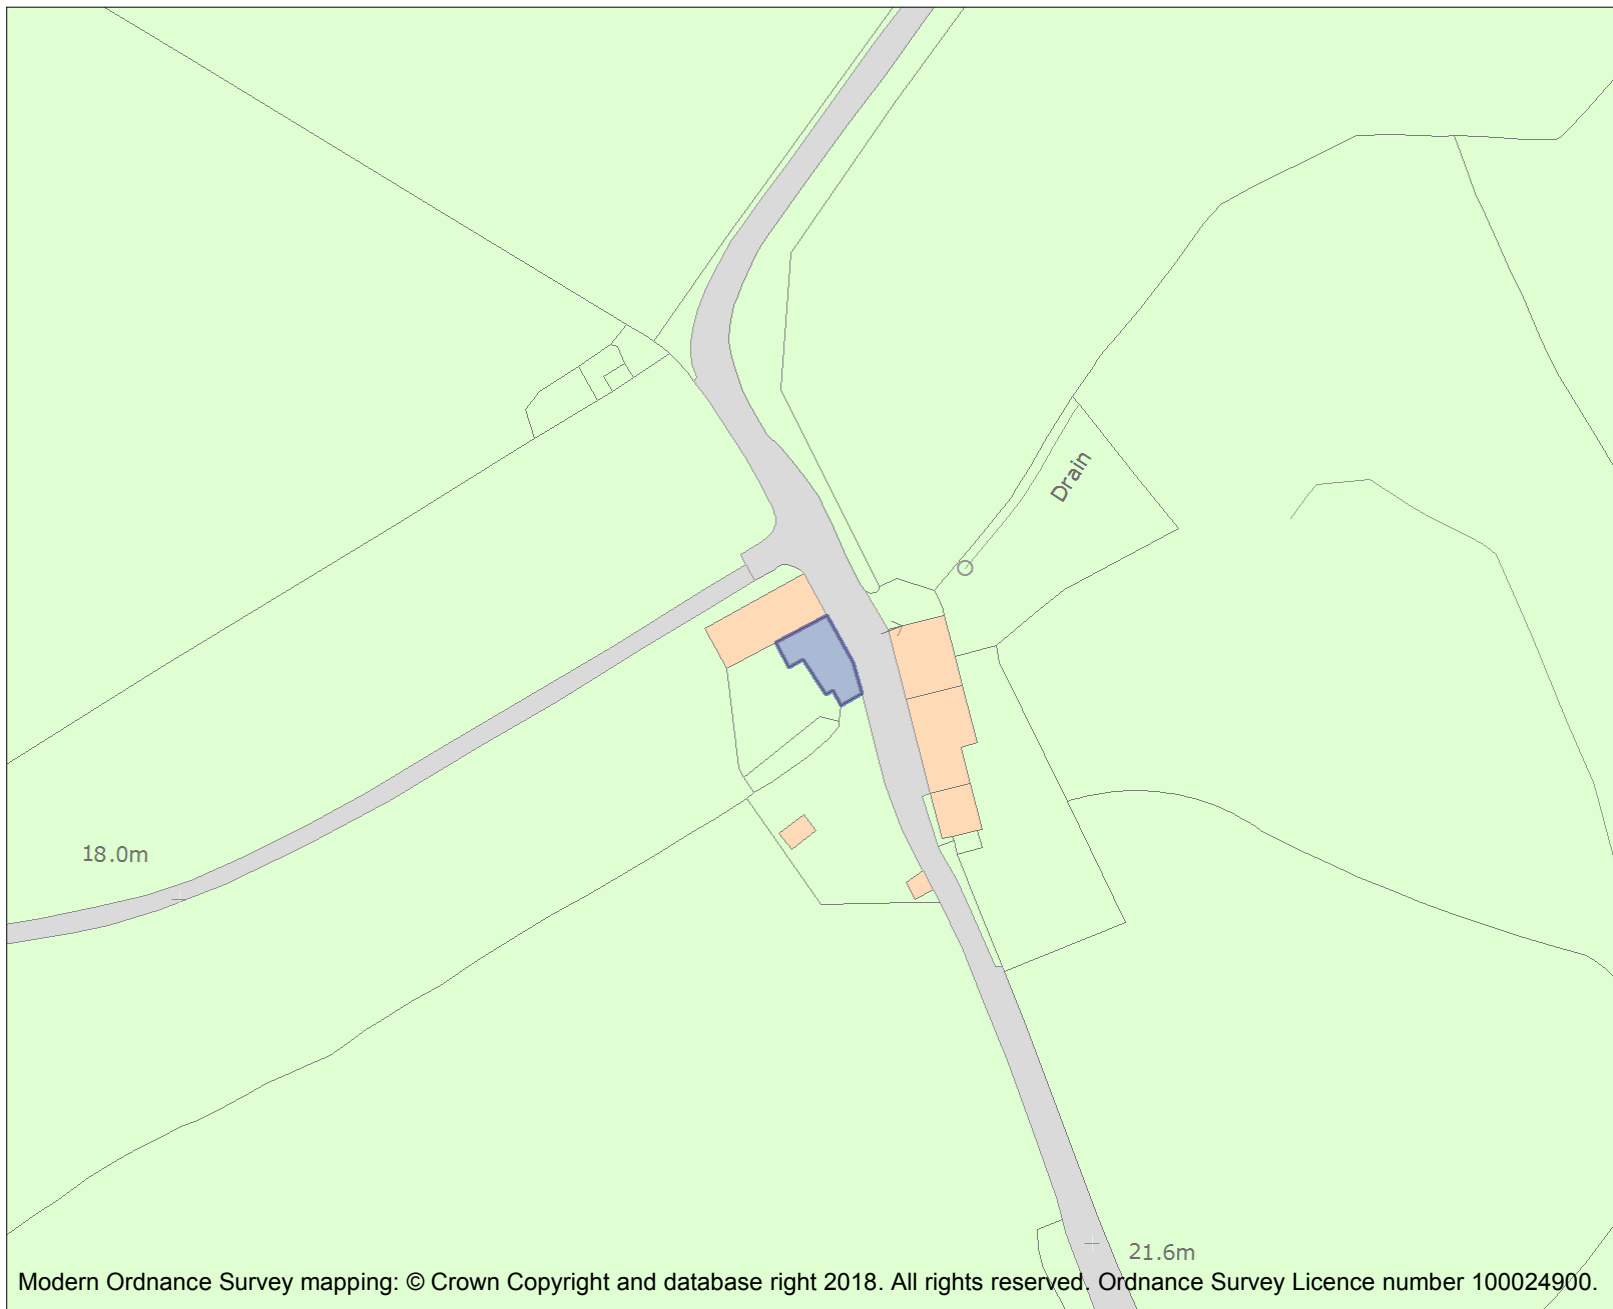 Drain
18.0m
21.6m
Modern Ordnance Survey mapping: © Crown Copyright and database right 2018. All rights reserved. Ordnance Survey Licence number 100024900.